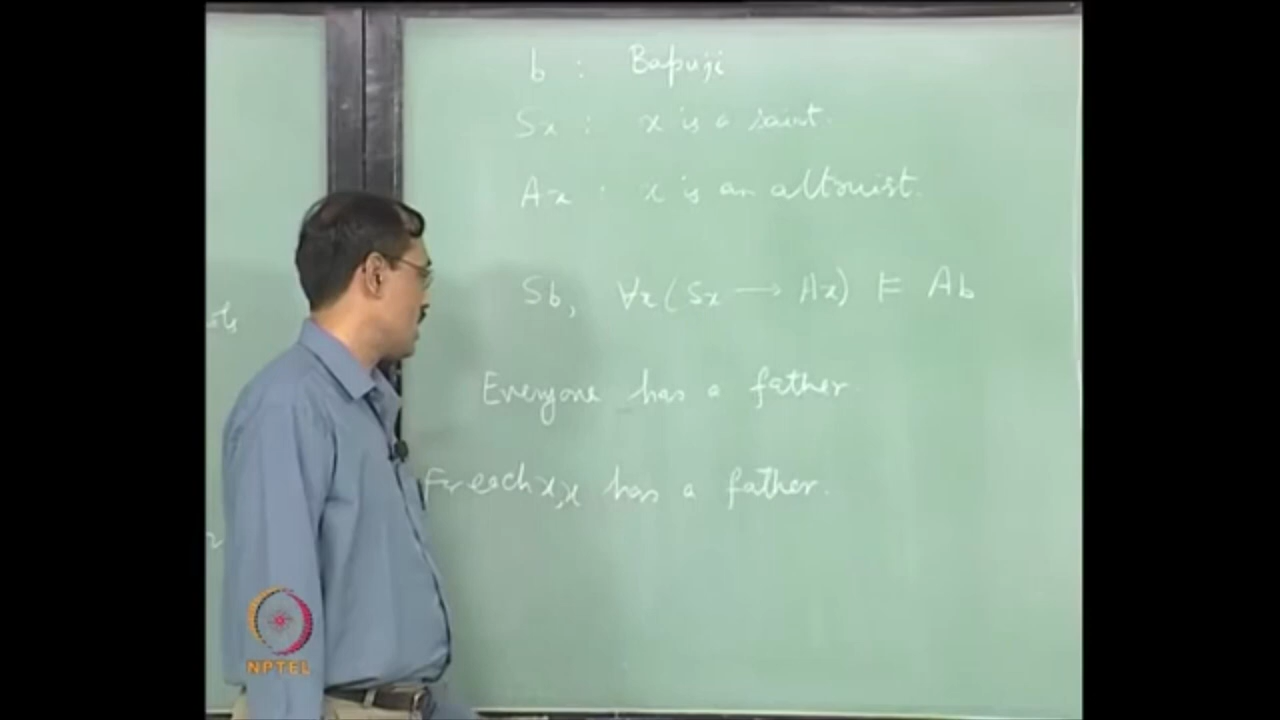 b : Bapuji
Sx : x is a saint.
Ax : x is an altruist.
Sb, ∀x(Sx → Ax) ⊨ Ab
Everyone has a father
For each x, x has a father.
NPTEL